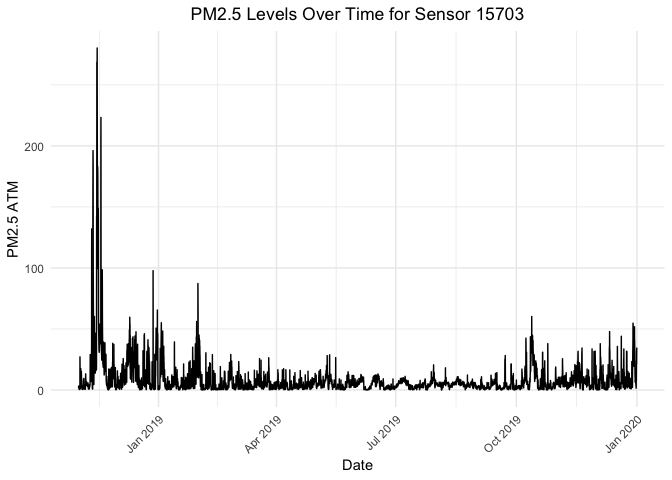 PM2.5 Levels Over Time for Sensor 15703
PM2.5 ATM
200
100
0
Jan 2019
Apr 2019
Jul 2019
Oct 2019
Jan 2020
Date